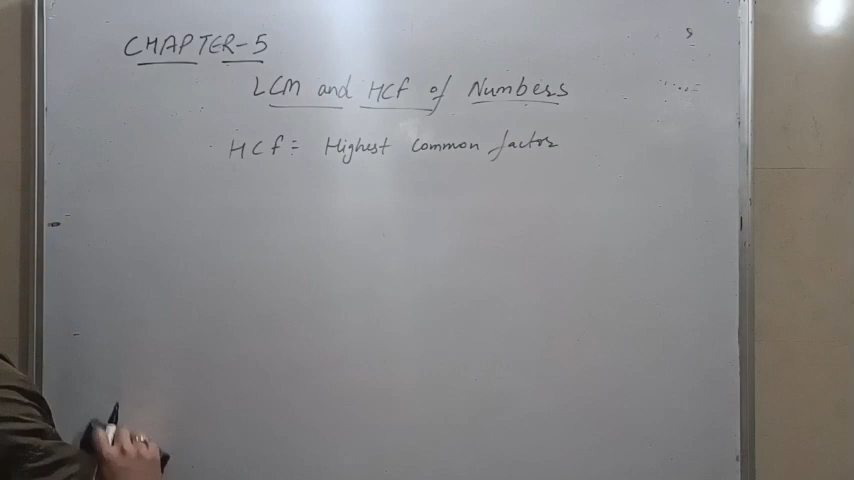 CHAPTER-5
LCM and HCf of Numbers
HCf = Highest Common factor